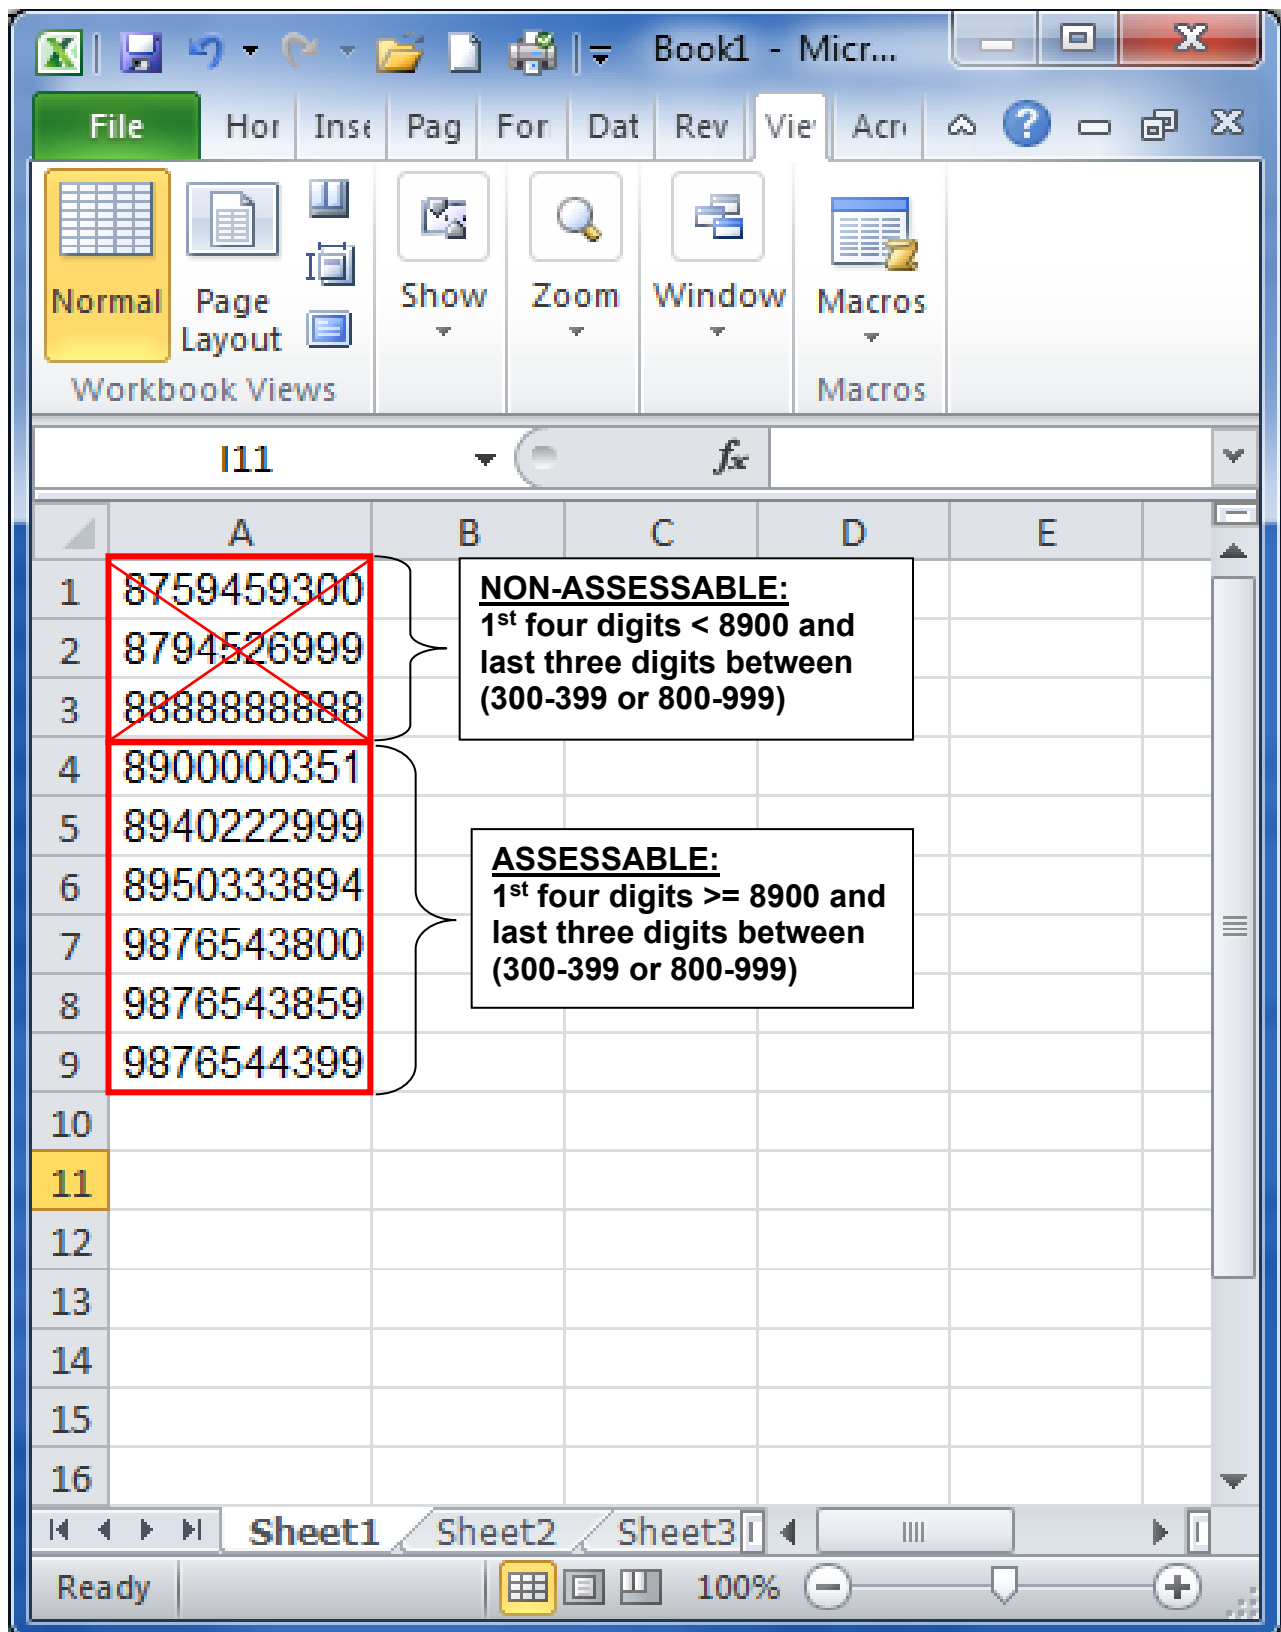 Book1 - Micr...
File Hor Inse Pag For Dat Rev Vie Acr
Normal
Page Layout
Show
Zoom
Window
Macros
Workbook Views
Macros
I11
fx
A B C D E
1 8759459300
2 8794526999
3 8888888888
4 8900000351
5 8940222999
6 8950333894
7 9876543800
8 9876543859
9 9876544399
10
11
12
13
14
15
16
NON-ASSESSABLE:
1st four digits < 8900 and
last three digits between
(300-399 or 800-999)
ASSESSABLE:
1st four digits >= 8900 and
last three digits between
(300-399 or 800-999)
Sheet1 Sheet2 Sheet3
Ready 100%